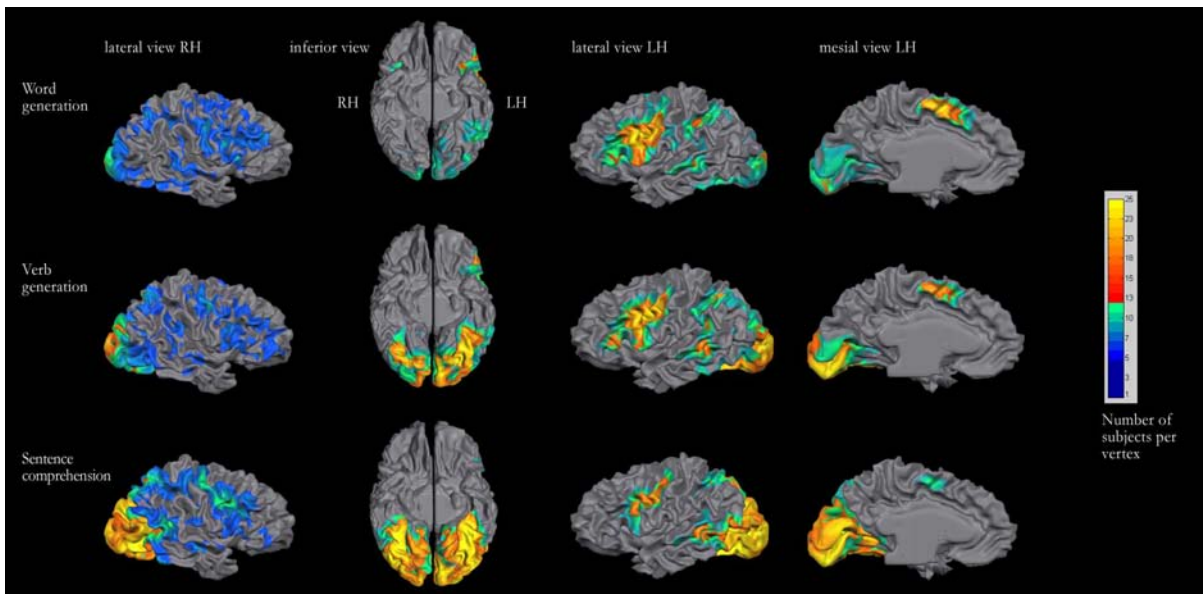 lateral view RH
inferior view
lateral view LH
mesial view LH
Word
generation
RH
LH
Verb
generation
Sentence
comprehension
25
20
18
15
13
10
7
5
3
1
Number of
subjects per
vertex